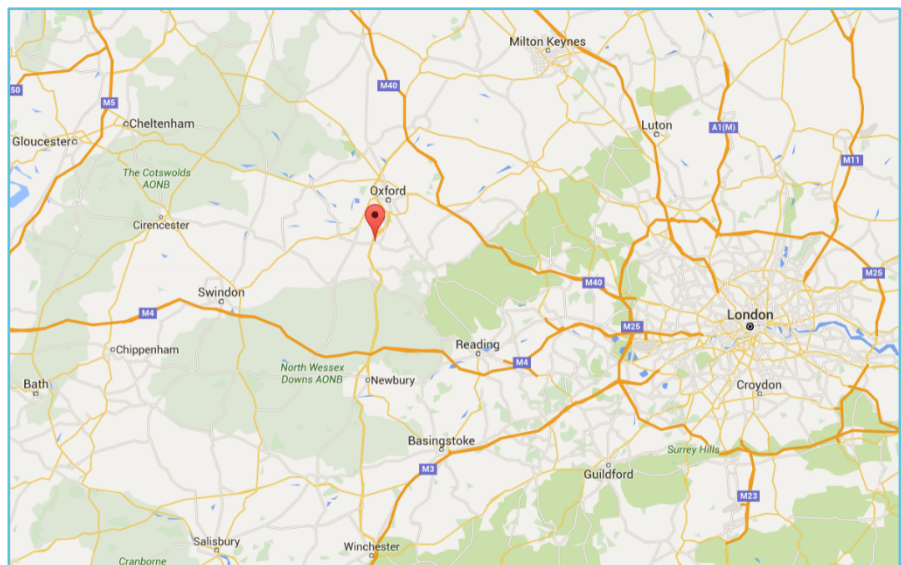 Milton Keynes
M40
50
M5
Cheltenham
Luton
A1(M)
Gloucester
M11
The Cotswolds
AONB
Oxford
Cirencester
M25
M40
Swindon
M4
London
M25
Reading
Chippenham
M4
North Wessex
Downs AONB
Newbury
Bath
Croydon
Basingstoke
Surrey Hills
M3
Guildford
M23
Salisbury
Winchester
Cranborne